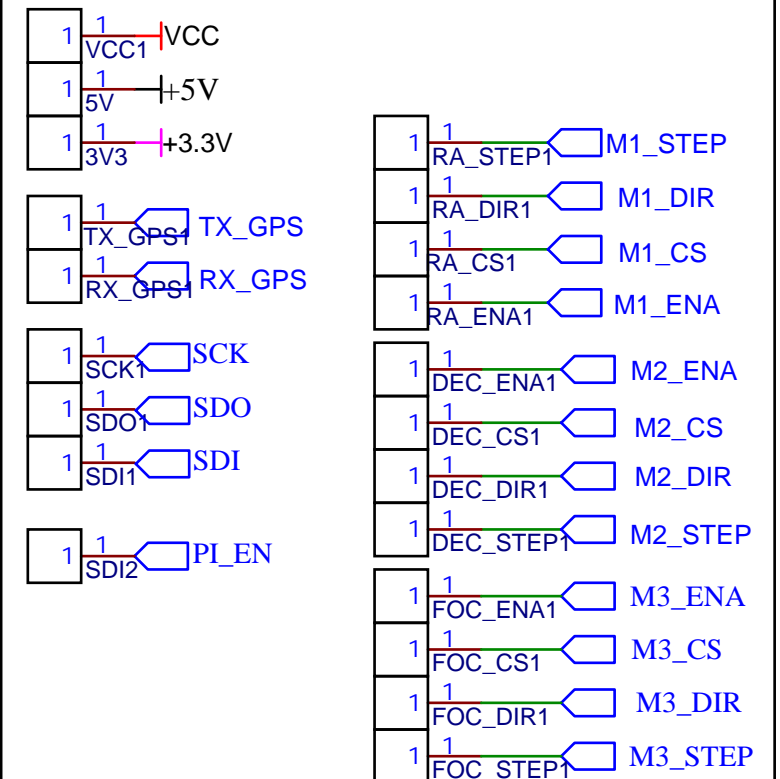 1 1 VCC1 VCC
1 1 5V +5V
1 1 3V3 +3.3V
1 1 TX_GPS1 TX_GPS
1 1 RX_GPS1 RX_GPS
1 1 SCK1 SCK
1 1 SDO1 SDO
1 1 SDI1 SDI
1 1 SDI2 PI_EN
1 1 RA_STEP1 M1_STEP
1 1 RA_DIR1 M1_DIR
1 1 RA_CS1 M1_CS
1 1 RA_ENA1 M1_ENA
1 1 DEC_ENA1 M2_ENA
1 1 DEC_CS1 M2_CS
1 1 DEC_DIR1 M2_DIR
1 1 DEC_STEP1 M2_STEP
1 1 FOC_ENA1 M3_ENA
1 1 FOC_CS1 M3_CS
1 1 FOC_DIR1 M3_DIR
1 1 FOC_STEP1 M3_STEP